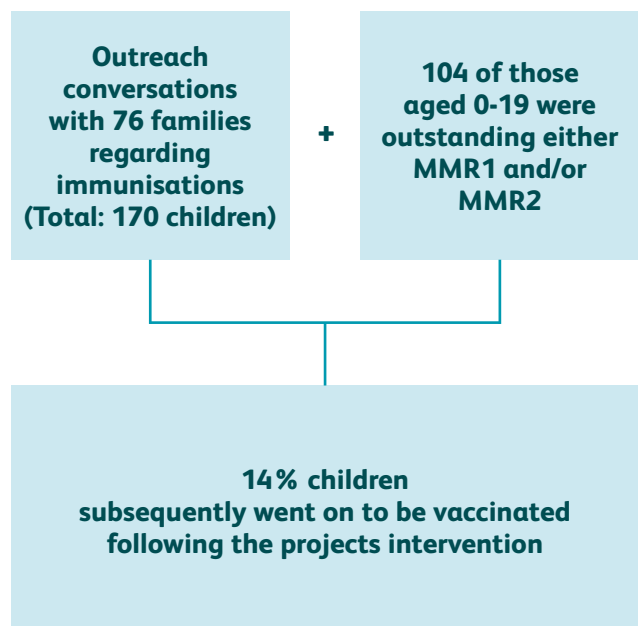 Outreach
conversations
with 76 families
regarding
immunisations
(Total: 170 children)
+
104 of those
aged 0-19 were
outstanding either
MMR1 and/or
MMR2
14% children
subsequently went on to be vaccinated
following the projects intervention